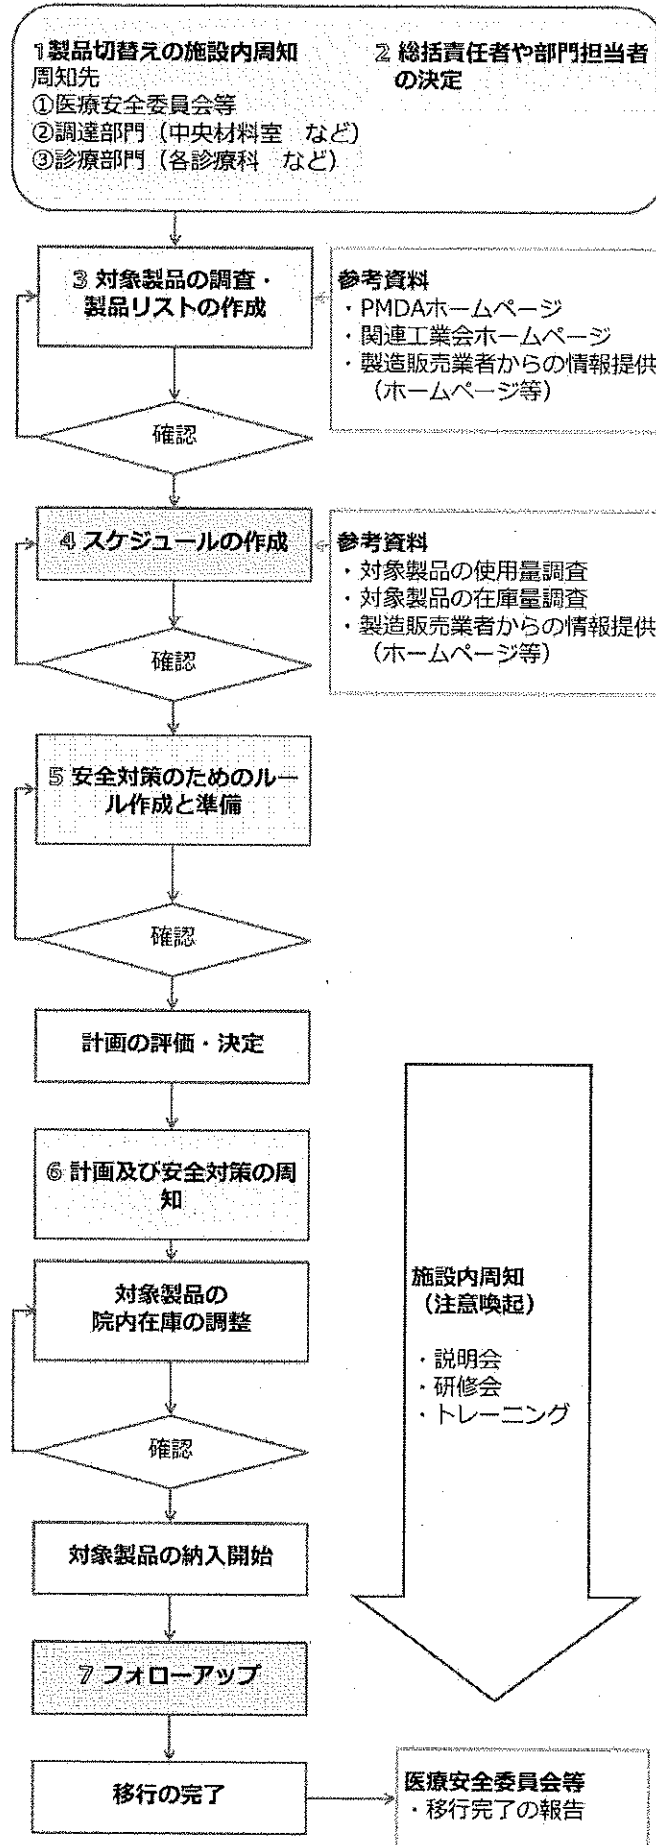 1製品切替えの施設内周知
周知先
①医療安全委員会等
②調達部門（中央材料室　など）
③診療部門（各診療科　など）
2 総括責任者や部門担当者
の決定
3 対象製品の調査・
製品リストの作成
参考資料
・PMDAホームページ
・関連工業会ホームページ
・製造販売業者からの情報提供
（ホームページ等）
確認
4 スケジュールの作成
参考資料
・対象製品の使用量調査
・対象製品の在庫量調査
・製造販売業者からの情報提供
（ホームページ等）
確認
5 安全対策のためのルー
ル作成と準備
確認
計画の評価・決定
6 計画及び安全対策の周
知
対象製品の
院内在庫の調整
施設内周知
（注意喚起）
・説明会
・研修会
・トレーニング
確認
対象製品の納入開始
7 フォローアップ
移行の完了
医療安全委員会等
・移行完了の報告